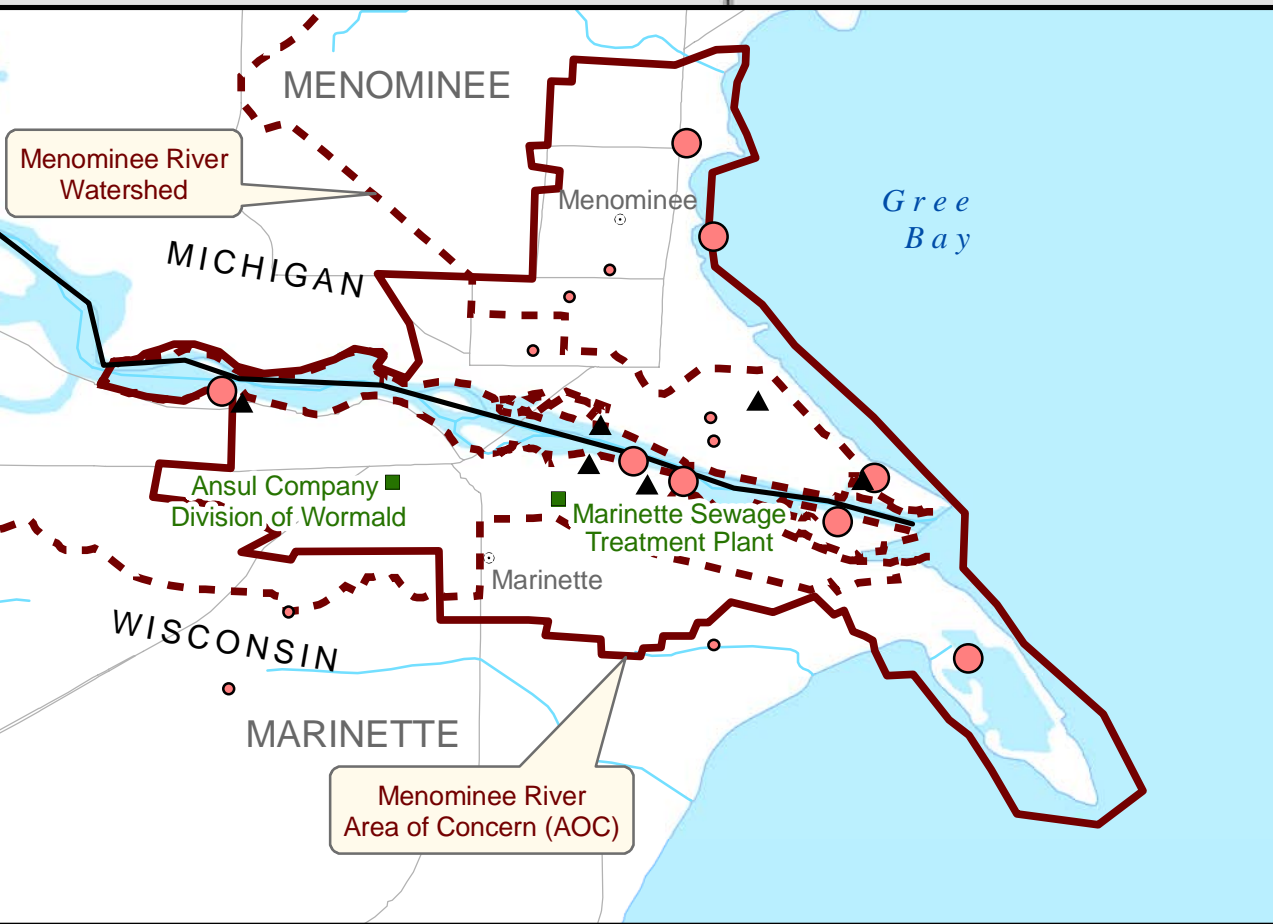 MENOMINEE
Menominee River
Watershed
Menominee
Gree
Bay
MICHIGAN
Ansul Company
Division of Wormald
Marinette Sewage
Treatment Plant
Marinette
WISCONSIN
MARINETTE
Menominee River
Area of Concern (AOC)